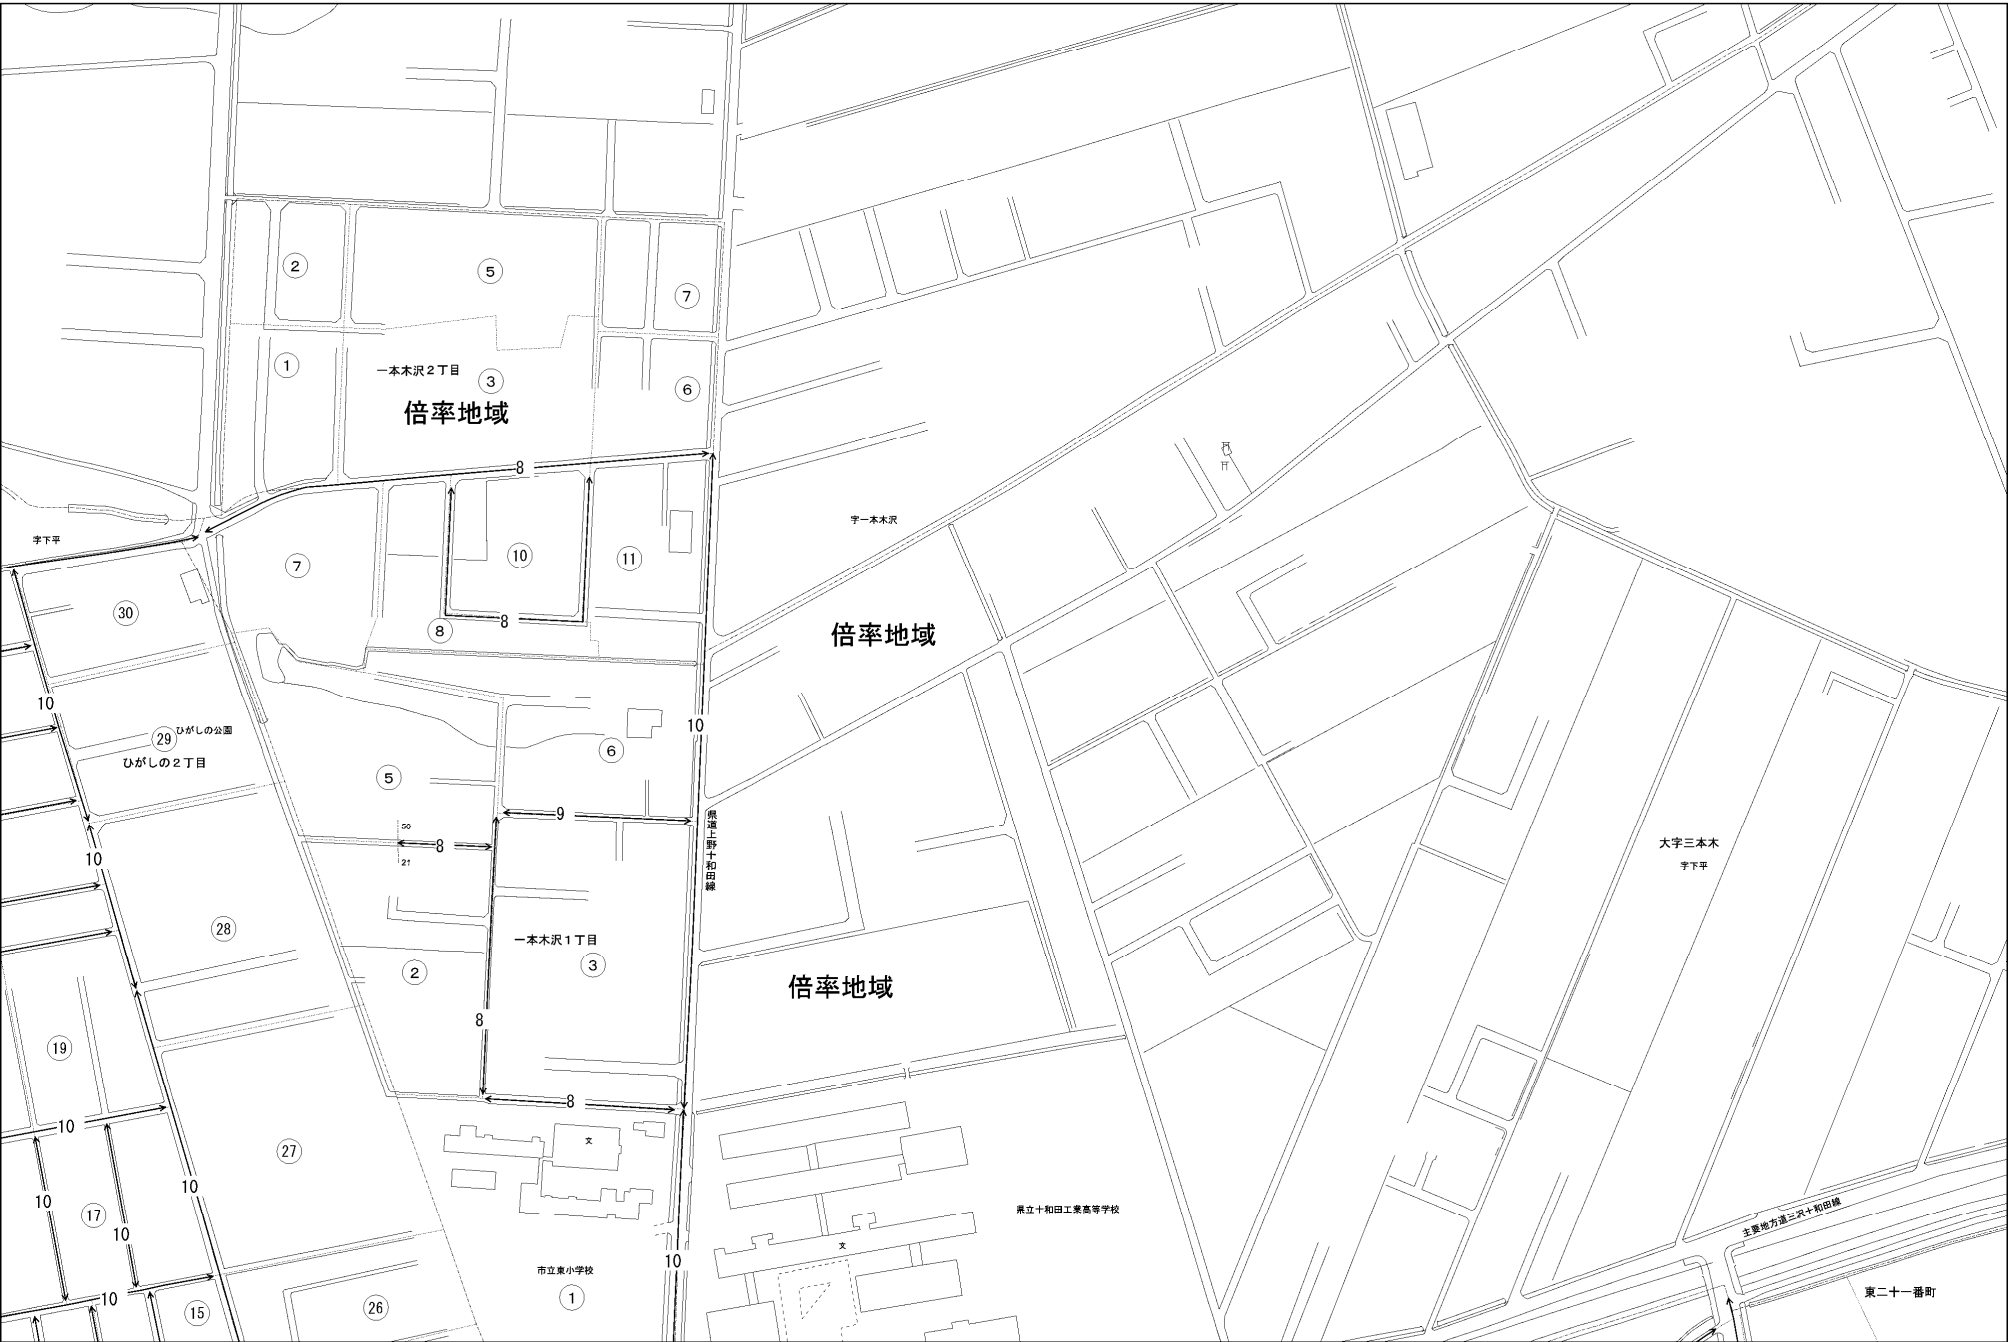 ②
⑤
⑦
①
一本木沢2丁目
③
⑥
倍率地域
8
字一本木沢
字下平
⑦
⑩
⑪
㉚
8
⑧
倍率地域
10
10
㉙
ひがしの公園
ひがしの2丁目
⑥
⑤
9
県道上野十和田線
50
8
21
10
大字三本木
字下平
㉘
一本木沢1丁目
②
③
倍率地域
8
⑲
8
10
文
㉗
10
10
⑰
10
県立十和田工業高等学校
主要地方道三沢十和田線
文
10
市立東小学校
①
10
⑮
㉖
東二十一番町